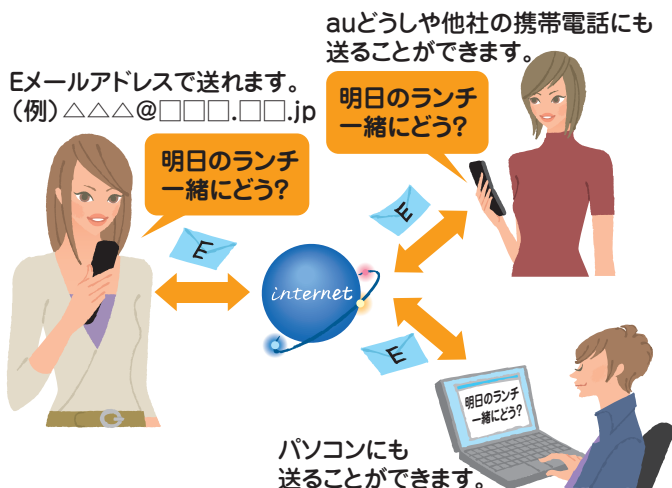 auどうしや他社の携帯電話にも
送ることができます。
Eメールアドレスで送れます。
（例）△△△@□□□.□□.jp
明日のランチ
一緒にどう？
明日のランチ
一緒にどう？
E
E
internet
E
明日のランチ
一緒にどう？
パソコンにも
送ることができます。